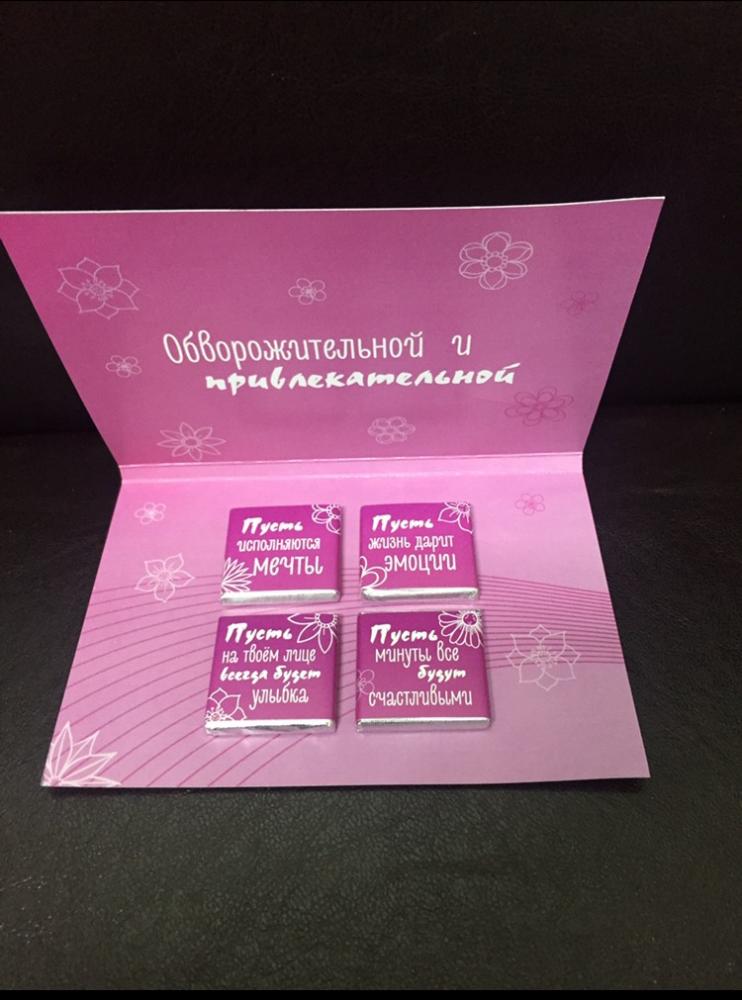 Обворожительной и
привлекательной
Пусть
исполняются
мечты
Пусть
жизнь дарит
эмоции
Пусть
на твоём лице
всегда будет
улыбка
Пусть
минуты все
будут
счастливыми